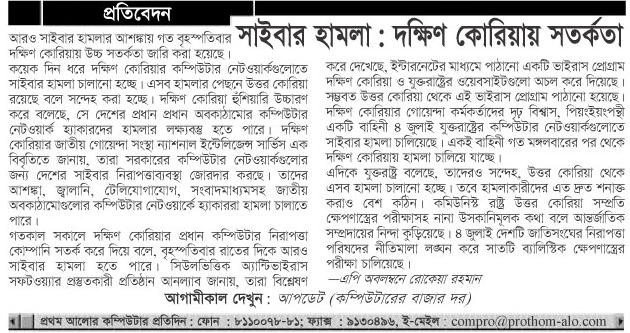 প্রতিবেদন
সাইবার হামলা : দক্ষিণ কোরিয়ায় সতর্কতা
আরও সাইবার হামলার আশঙ্কায় গত বৃহস্পতিবার
দক্ষিণ কোরিয়ায় উচ্চ সতর্কতা জারি করা হয়েছে।
কয়েক দিন ধরে দক্ষিণ কোরিয়ার কম্পিউটার নেটওয়ার্কগুলোতে
সাইবার হামলা চালানো হচ্ছে। এসব হামলার পেছনে উত্তর কোরিয়া
রয়েছে বলে সন্দেহ করা হচ্ছে। দক্ষিণ কোরিয়া হুঁশিয়ারি উচ্চারণ
করে বলেছে, সে দেশের প্রধান প্রধান অবকাঠামোর কম্পিউটার
নেটওয়ার্ক হ্যাকারদের হামলার লক্ষ্যবস্তু হতে পারে। দক্ষিণ
কোরিয়ার জাতীয় গোয়েন্দা সংস্থা ন্যাশনাল ইন্টেলিজেন্স সার্ভিস এক
বিবৃতিতে জানায়, তারা সরকারের কম্পিউটার নেটওয়ার্কগুলোর
জন্য দেশের সাইবার নিরাপত্তাব্যবস্থা জোরদার করছে। তাদের
আশঙ্কা, জ্বালানি, টেলিযোগাযোগ, সংবাদমাধ্যমসহ জাতীয়
অবকাঠামোগুলোর কম্পিউটার নেটওয়ার্কে হ্যাকাররা হামলা চালাতে
পারে।
গতকাল সকালে দক্ষিণ কোরিয়ার প্রধান কম্পিউটার নিরাপত্তা
কোম্পানি সতর্ক করে দিয়ে বলে, বৃহস্পতিবার রাতের দিকে আরও
সাইবার হামলা হতে পারে। সিউলভিত্তিক অ্যান্টিভাইরাস
সফটওয়্যার প্রস্তুতকারী প্রতিষ্ঠান আনল্যাব জানায়, তারা বিশ্লেষণ
করে দেখেছে, ইন্টারনেটের মাধ্যমে পাঠানো একটি ভাইরাস প্রোগ্রাম
দক্ষিণ কোরিয়া ও যুক্তরাষ্ট্রের ওয়েবসাইটগুলো অচল করে দিয়েছে।
সম্ভবত উত্তর কোরিয়া থেকে এই ভাইরাস প্রোগ্রাম পাঠানো হয়েছে।
দক্ষিণ কোরিয়ার গোয়েন্দা কর্মকর্তাদের দৃঢ় বিশ্বাস, পিয়ংইয়ংপন্থী
একটি বাহিনী ৪ জুলাই যুক্তরাষ্ট্রের কম্পিউটার নেটওয়ার্কগুলোতে
সাইবার হামলা চালিয়েছে। একই বাহিনী গত মঙ্গলবারের পর থেকে
দক্ষিণ কোরিয়ায় হামলা চালিয়ে যাচ্ছে।
এদিকে যুক্তরাষ্ট্র বলেছে, তাদেরও সন্দেহ, উত্তর কোরিয়া থেকে
এসব হামলা চালানো হচ্ছে। তবে হামলাকারীদের এত দ্রুত শনাক্ত
করাও বেশ কঠিন। কমিউনিস্ট রাষ্ট্র উত্তর কোরিয়া সম্প্রতি
ক্ষেপণাস্ত্রের পরীক্ষাসহ নানা উসকানিমূলক কথা বলে আন্তর্জাতিক
সম্প্রদায়ের নিন্দা কুড়িয়েছে। ৪ জুলাই দেশটি জাতিসংঘের নিরাপত্তা
পরিষদের নীতিমালা লঙ্ঘন করে সাতটি ব্যালিস্টিক ক্ষেপণাস্ত্রের
পরীক্ষা চালিয়েছে।
—এপি অবলম্বনে রোকেয়া রহমান
আগামীকাল দেখুন : আপডেট (কম্পিউটারের বাজার দর)
প্রথম আলোর কম্পিউটার প্রতিদিন : ফোন : ৮১১০০৭৮-৮১; ফ্যাক্স : ৯১৩০৪৯৬, ই-মেইল : compro@prothom-alo.com